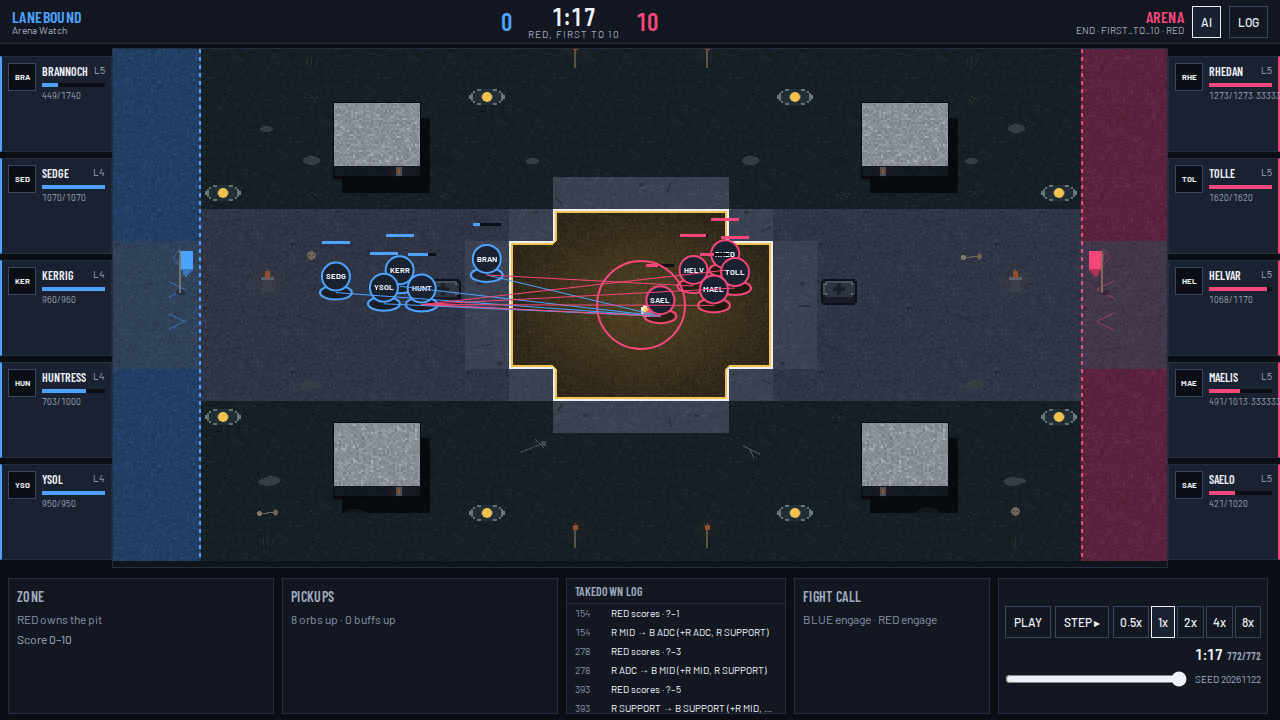 LANEBOUND
Arena Watch
0
1:17
RED, FIRST TO 10
10
ARENA
END · FIRST_TO_10 · RED
AI
LOG
BRA
BRANNOCH L5
449/1740
SED
SEDGE L4
1070/1070
KER
KERRIG L4
960/960
HUN
HUNTRESS L4
703/1000
YSO
YSOL L4
950/950
SEDG
KERR
YSOL
HUNT
BRAN
SAEL
HELV
TOLL
MAEL
RHE
RHEDAN L5
1273/1273.33333
TOL
TOLLE L5
1620/1620
HEL
HELVAR L5
1068/1170
MAE
MAELIS L5
491/1013.333333
SAE
SAELO L5
421/1020
ZONE
RED owns the pit
Score 0–10
PICKUPS
8 orbs up · 0 buffs up
TAKEDOWN LOG
154 RED scores · ?–1
154 R MID → B ADC (+R ADC, R SUPPORT)
278 RED scores · ?–3
278 R ADC → B MID (+R MID, R SUPPORT)
393 RED scores · ?–5
393 R SUPPORT → B SUPPORT (+R MID, ...
FIGHT CALL
BLUE engage · RED engage
PLAY
STEP ▸
0.5x
1x
2x
4x
8x
1:17 772/772
SEED 20261122